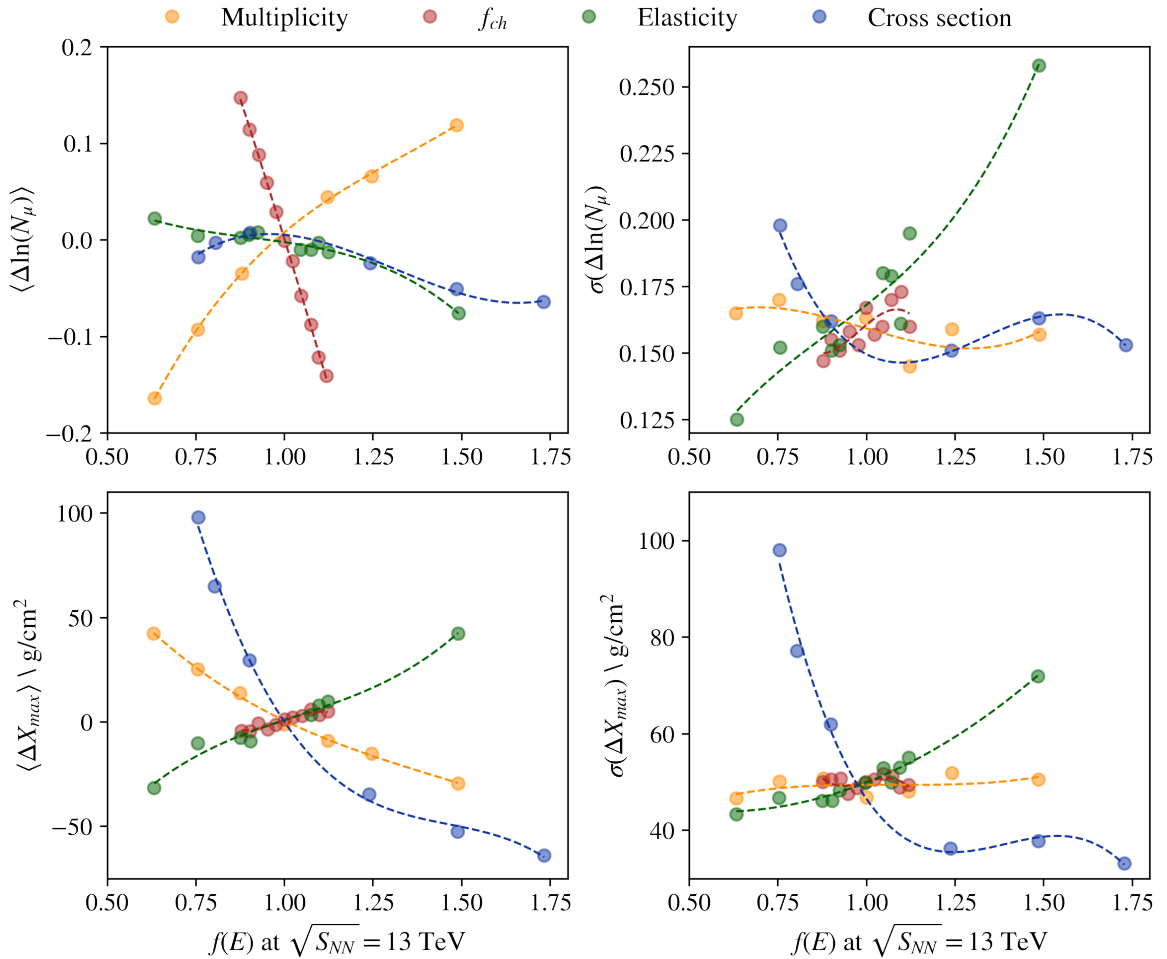 Multiplicity f_ch Elasticity Cross section
⟨Δln(N_μ)⟩
0.2
0.1
0.0
−0.1
−0.2
0.50 0.75 1.00 1.25 1.50 1.75
σ(Δln(N_μ))
0.250
0.225
0.200
0.175
0.150
0.125
0.50 0.75 1.00 1.25 1.50 1.75
⟨ΔX_max⟩ \ g/cm²
100
50
0
−50
0.50 0.75 1.00 1.25 1.50 1.75
f(E) at √S_NN = 13 TeV
σ(ΔX_max) \ g/cm²
100
80
60
40
0.50 0.75 1.00 1.25 1.50 1.75
f(E) at √S_NN = 13 TeV